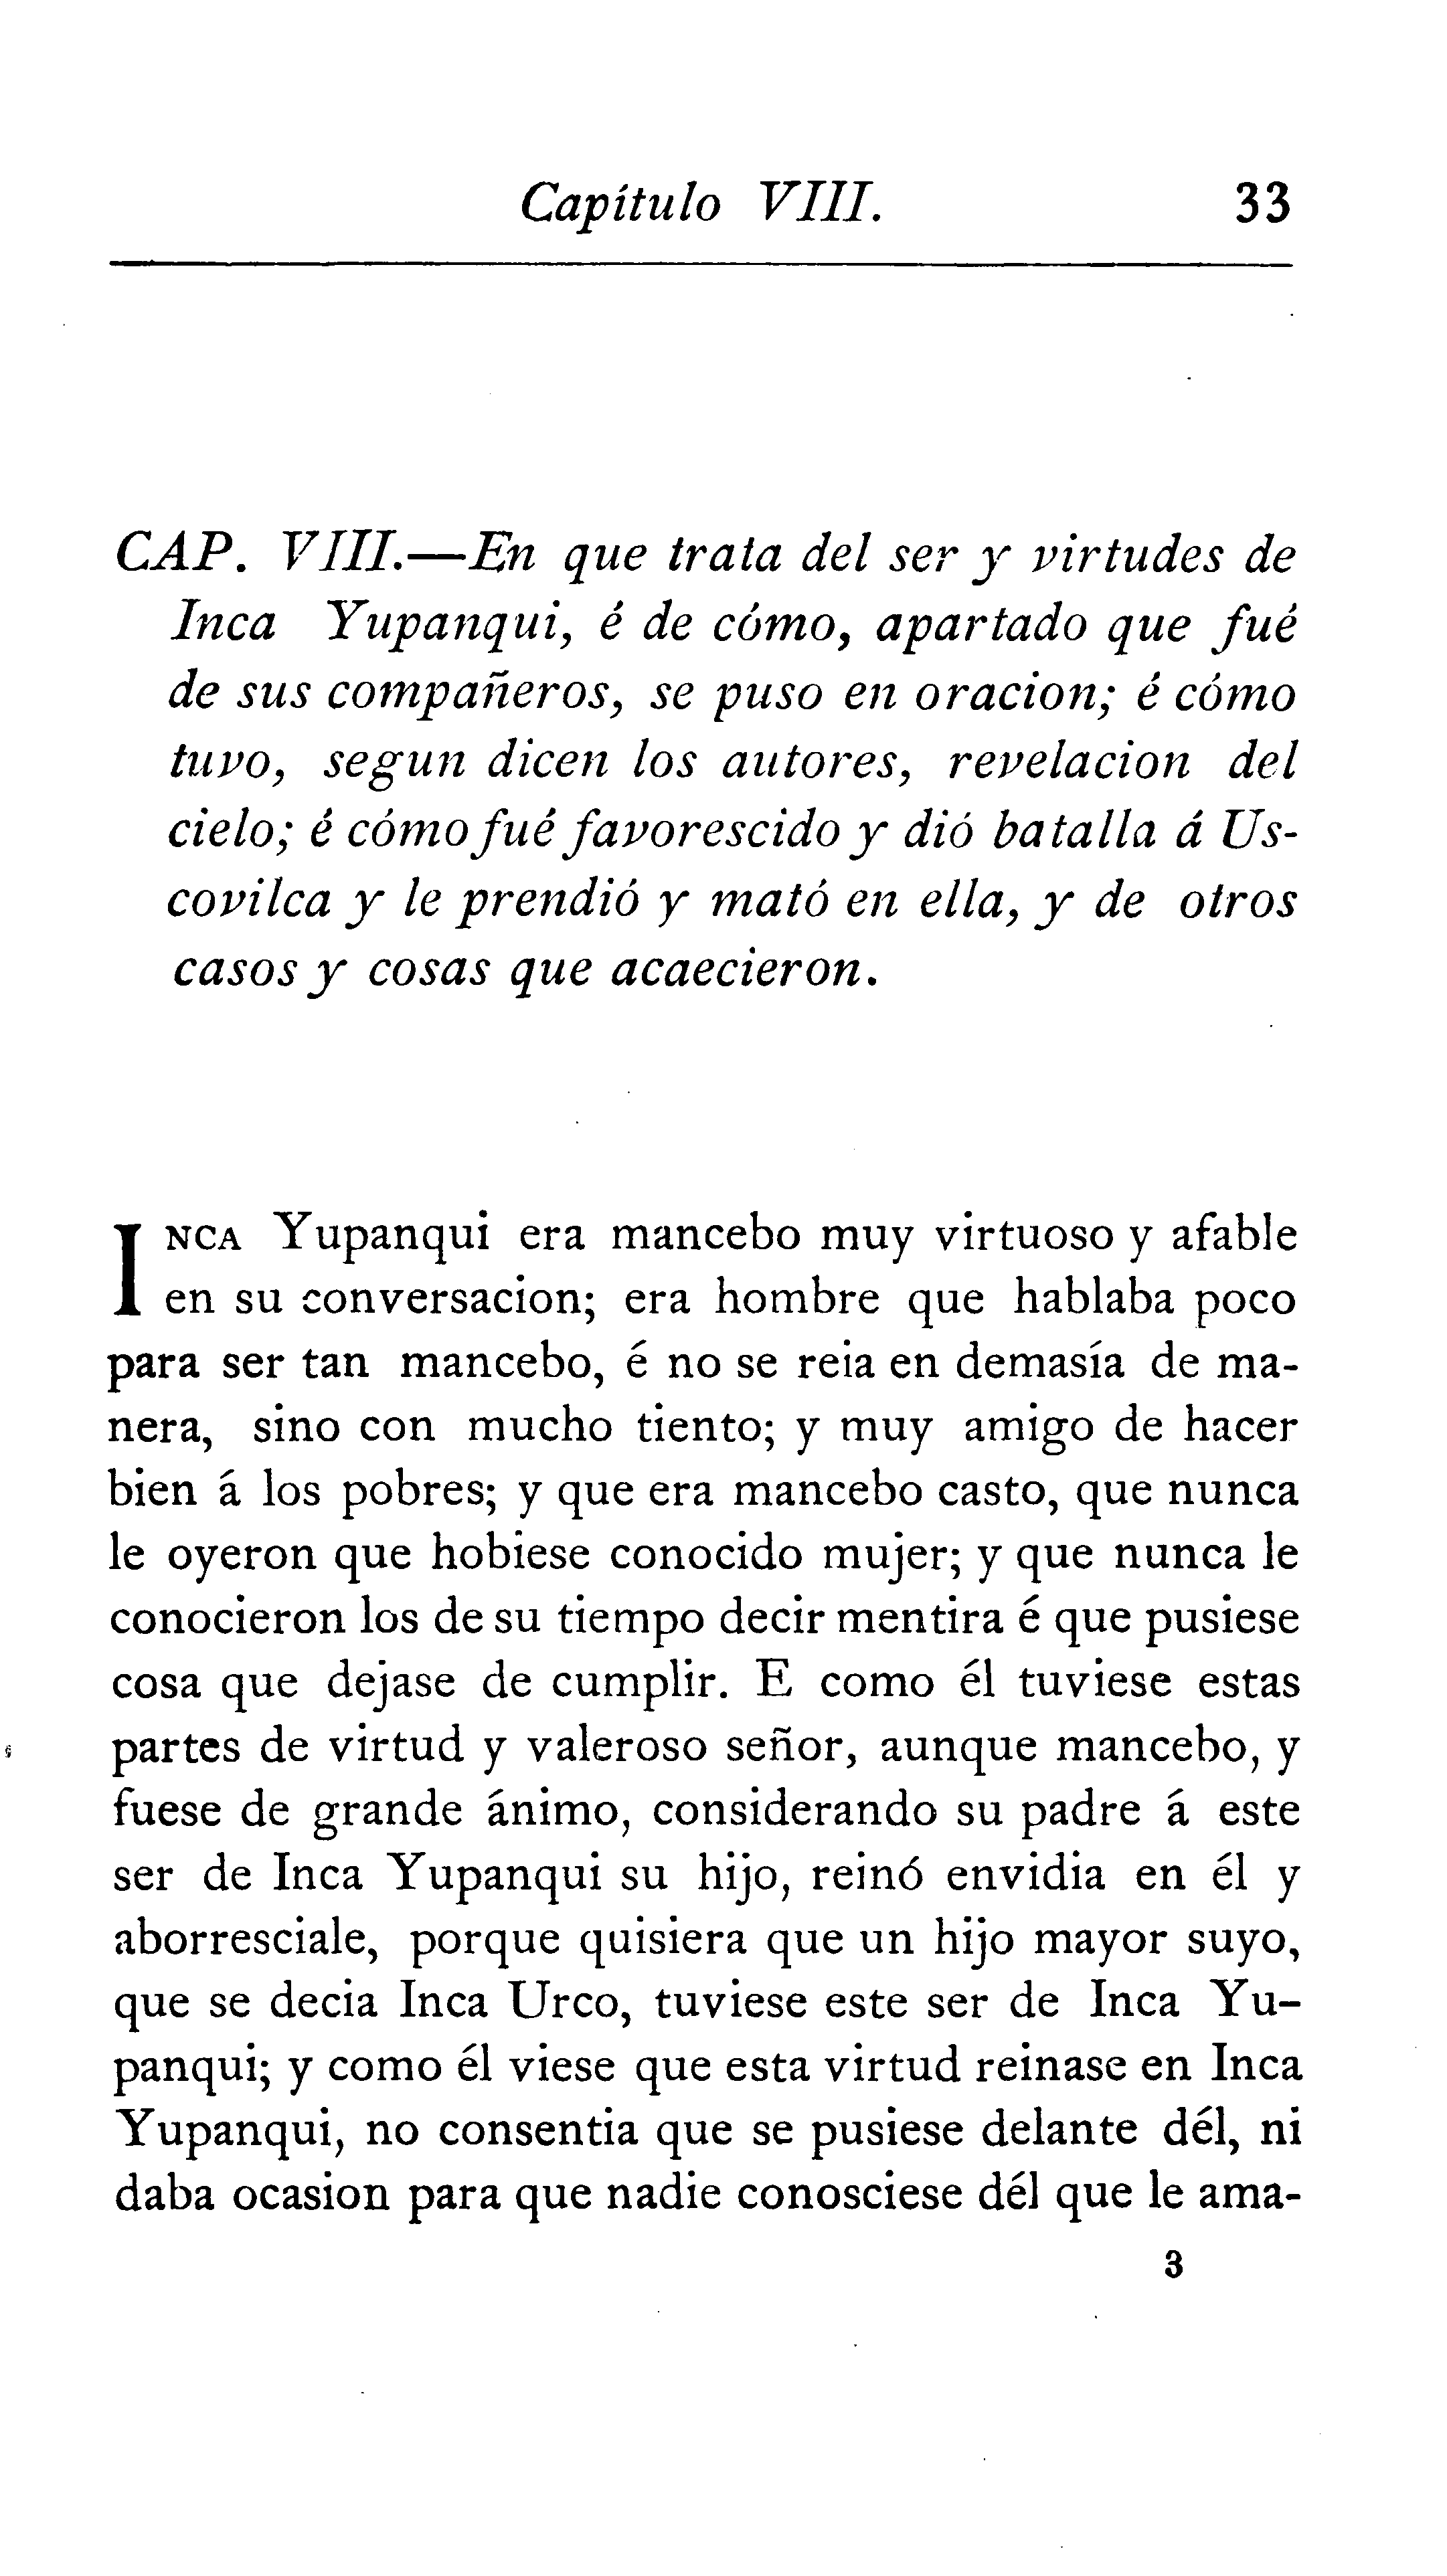 Capítulo VIII. 33
CAP. VIII.—En que trata del ser y virtudes de
Inca Yupanqui, é de cómo, apartado que fué
de sus compañeros, se puso en oracion; é cómo
tuvo, segun dicen los autores, revelacion del
cielo; é cómo fué favorescido y dió batalla á Us-
covilca y le prendió y mató en ella, y de otros
casos y cosas que acaecieron.
INCA Yupanqui era mancebo muy virtuoso y afable
en su conversacion; era hombre que hablaba poco
para ser tan mancebo, é no se reia en demasía de ma-
nera, sino con mucho tiento; y muy amigo de hacer
bien á los pobres; y que era mancebo casto, que nunca
le oyeron que hobiese conocido mujer; y que nunca le
conocieron los de su tiempo decir mentira é que pusiese
cosa que dejase de cumplir. E como él tuviese estas
partes de virtud y valeroso señor, aunque mancebo, y
fuese de grande ánimo, considerando su padre á este
ser de Inca Yupanqui su hijo, reinó envidia en él y
aborresciale, porque quisiera que un hijo mayor suyo,
que se decia Inca Urco, tuviese este ser de Inca Yu-
panqui; y como él viese que esta virtud reinase en Inca
Yupanqui, no consentia que se pusiese delante dél, ni
daba ocasion para que nadie conosciese dél que le ama-
3